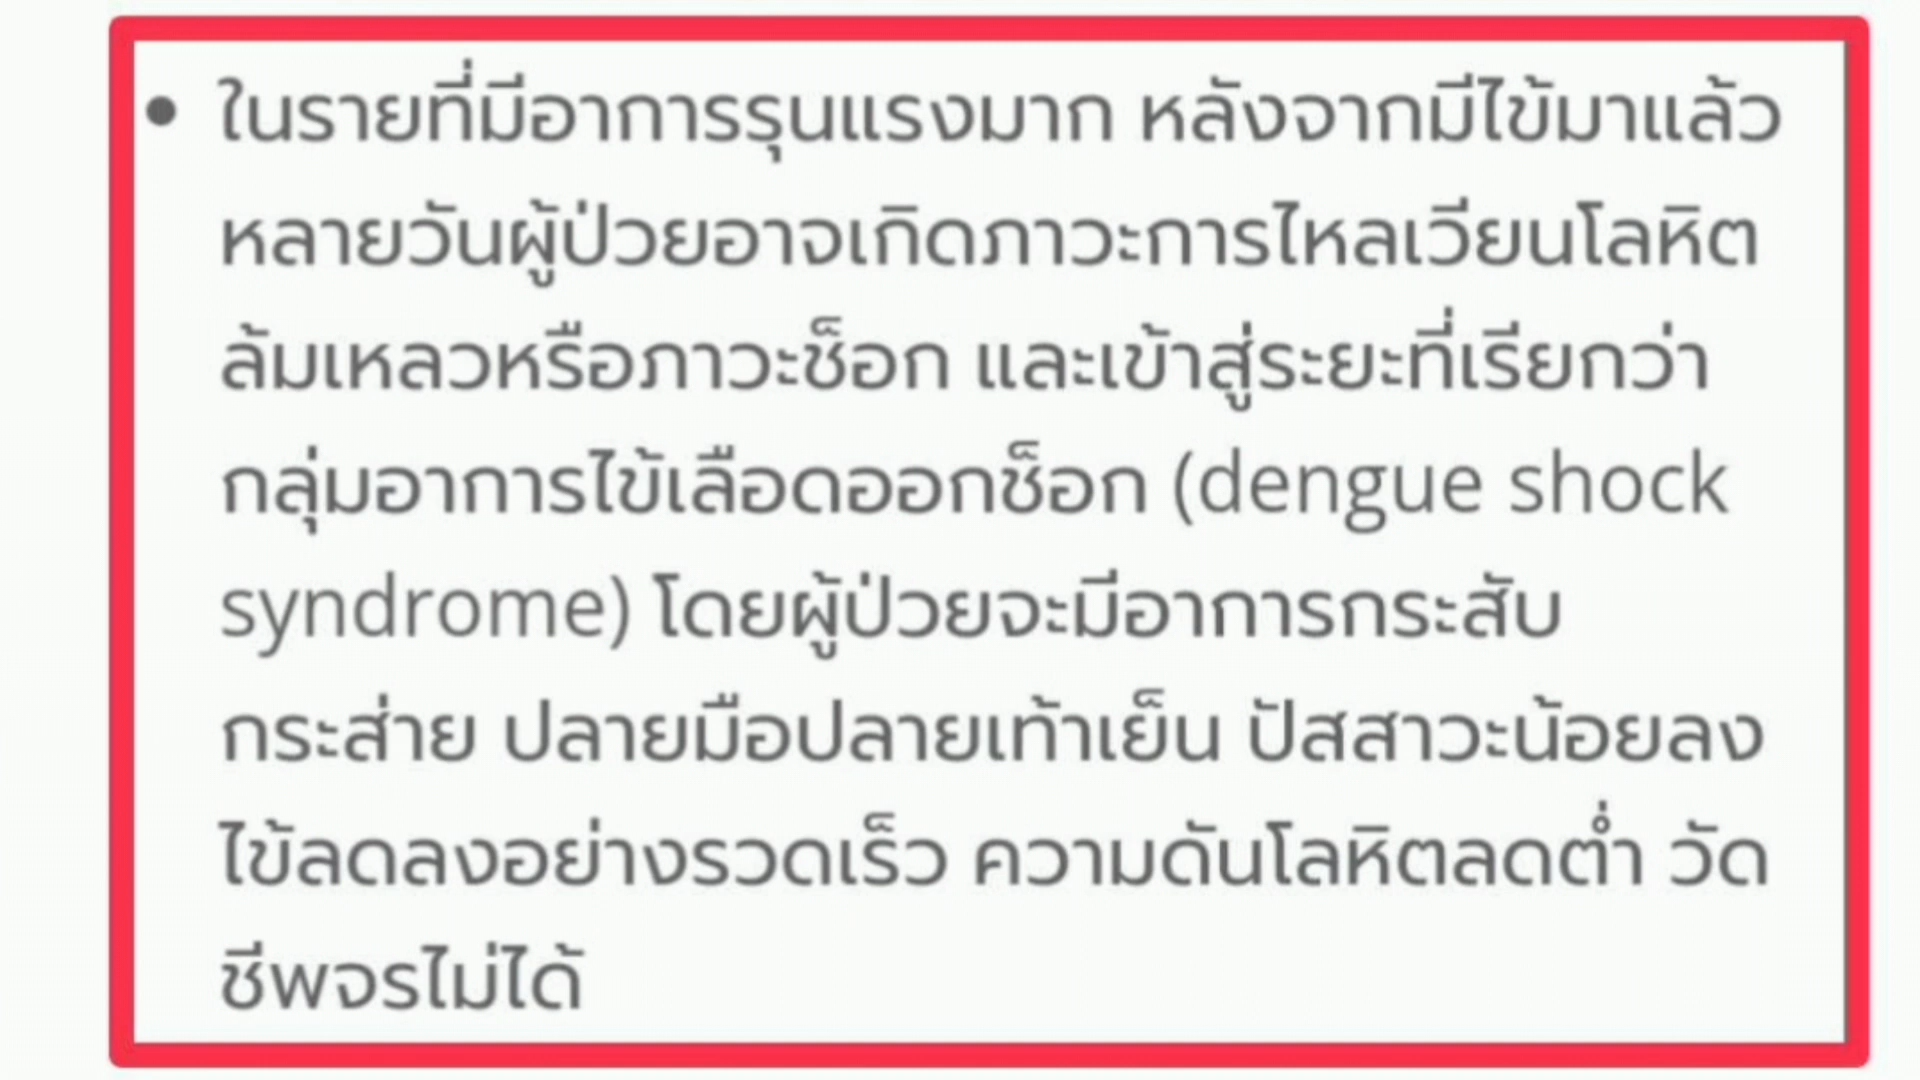 • ในรายที่มีอาการรุนแรงมาก หลังจากมีไข้มาแล้ว
หลายวันผู้ป่วยอาจเกิดภาวะการไหลเวียนโลหิต
ล้มเหลวหรือภาวะช็อก และเข้าสู่ระยะที่เรียกว่า
กลุ่มอาการไข้เลือดออกช็อก (dengue shock
syndrome) โดยผู้ป่วยจะมีอาการกระสับ
กระส่าย ปลายมือปลายเท้าเย็น ปัสสาวะน้อยลง
ไข้ลดลงอย่างรวดเร็ว ความดันโลหิตลดต่ำ วัด
ชีพจรไม่ได้